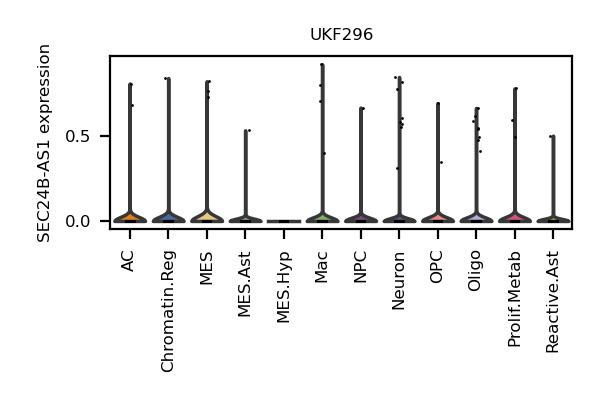 UKF296
SEC24B-AS1 expression
0.5
0.0
AC
Chromatin.Reg
MES
MES.Ast
MES.Hyp
Mac
NPC
Neuron
OPC
Oligo
Prolif.Metab
Reactive.Ast